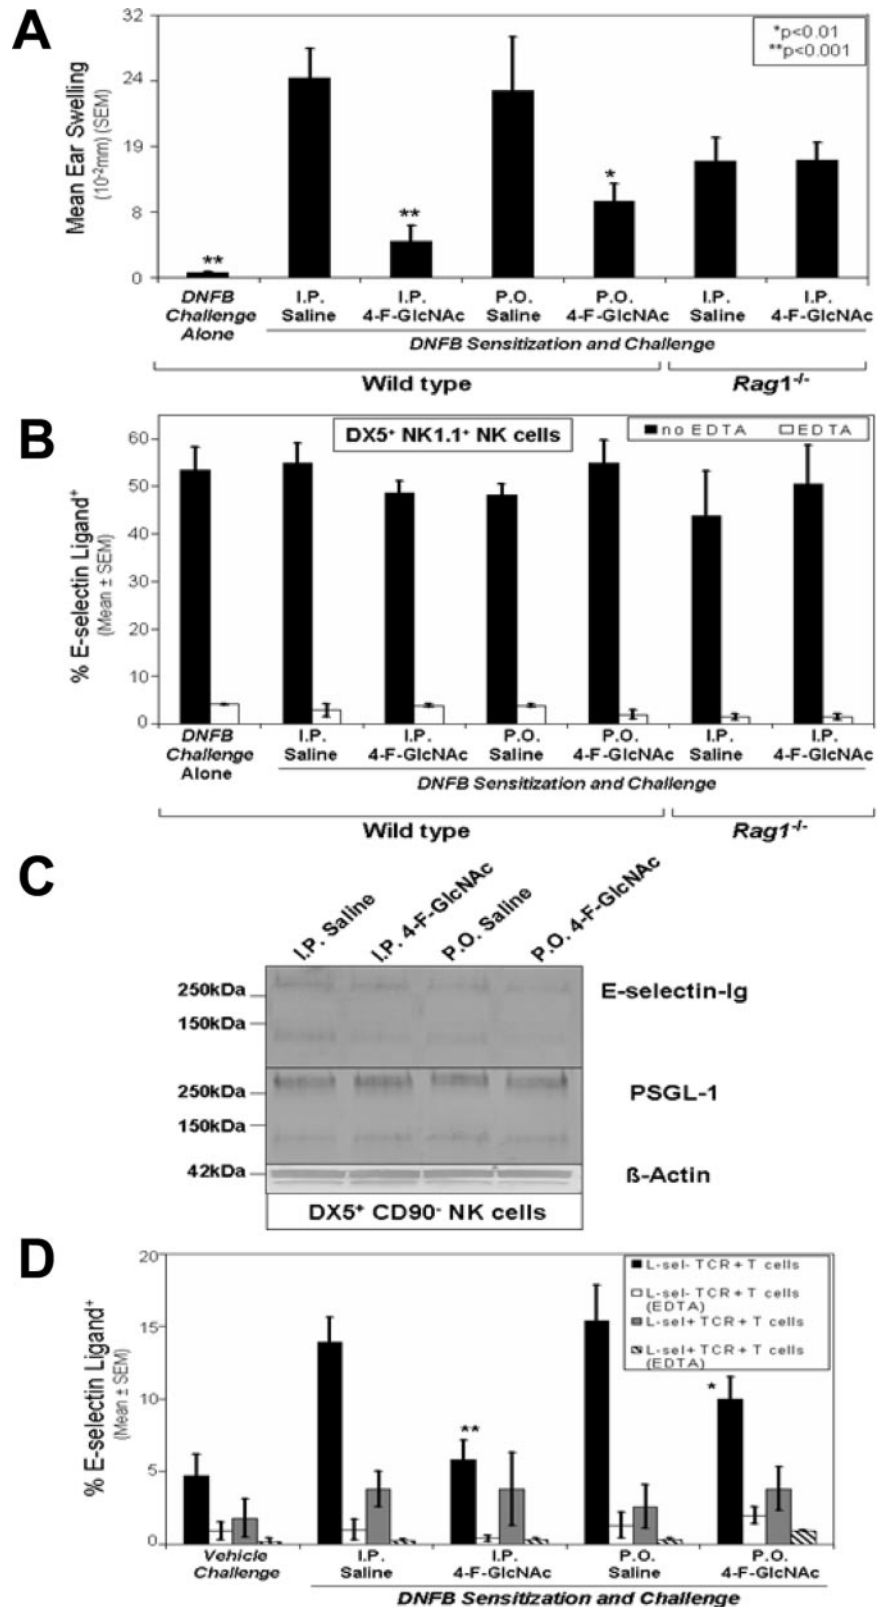 A
32
24
19
8
0
Mean Ear Swelling
(10-2mm) (SEM)
*p<0.01
**p<0.001
**
**
*
DNFB Challenge Alone
I.P. Saline
I.P. 4-F-GlcNAc
P.O. Saline
P.O. 4-F-GlcNAc
I.P. Saline
I.P. 4-F-GlcNAc
DNFB Sensitization and Challenge
Wild type
Rag1-/-
B
DX5+ NK1.1+ NK cells
no EDTA
EDTA
60
50
40
30
20
10
0
% E-selectin Ligand+
(Mean ± SEM)
DNFB Challenge Alone
I.P. Saline
I.P. 4-F-GlcNAc
P.O. Saline
P.O. 4-F-GlcNAc
I.P. Saline
I.P. 4-F-GlcNAc
DNFB Sensitization and Challenge
Wild type
Rag1-/-
C
I.P. Saline
I.P. 4-F-GlcNAc
P.O. Saline
P.O. 4-F-GlcNAc
250kDa
150kDa
E-selectin-Ig
250kDa
150kDa
PSGL-1
42kDa
ß-Actin
DX5+ CD90- NK cells
D
20
15
10
5
0
% E-selectin Ligand+
(Mean ± SEM)
L-sel- TCR+ T cells
L-sel- TCR+ T cells
(EDTA)
L-sel+ TCR+ T cells
L-sel+ TCR+ T cells
(EDTA)
**
*
Vehicle Challenge
I.P. Saline
I.P. 4-F-GlcNAc
P.O. Saline
P.O. 4-F-GlcNAc
DNFB Sensitization and Challenge